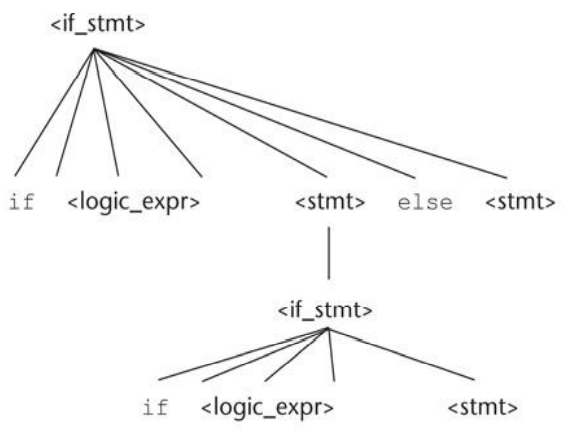 <if_stmt>
if <logic_expr> <stmt> else <stmt>
<if_stmt>
if <logic_expr> <stmt>